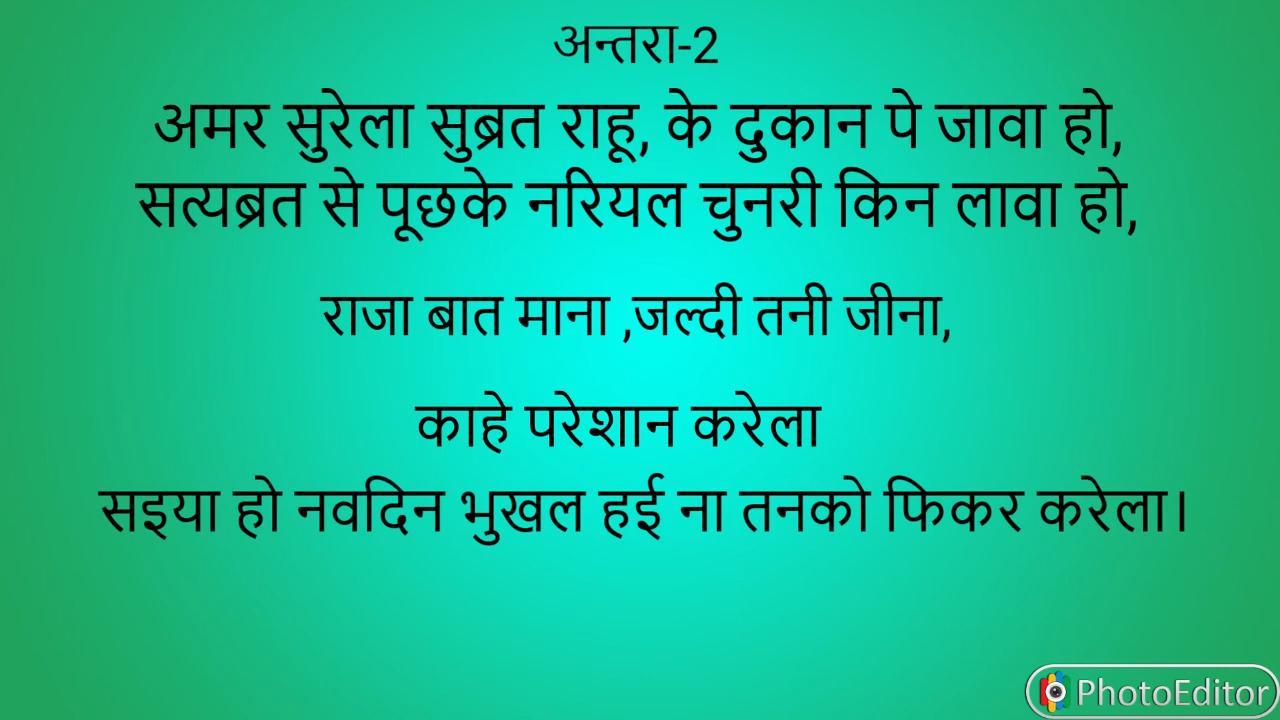 अन्तरा-2
अमर सुरेला सुब्रत राहू, के दुकान पे जावा हो,
सत्यब्रत से पूछके नरियल चुनरी किन लावा हो,
राजा बात माना ,जल्दी तनी जीना,
काहे परेशान करेला
सइया हो नवदिन भुखल हई ना तनको फिकर करेला।
PhotoEditor